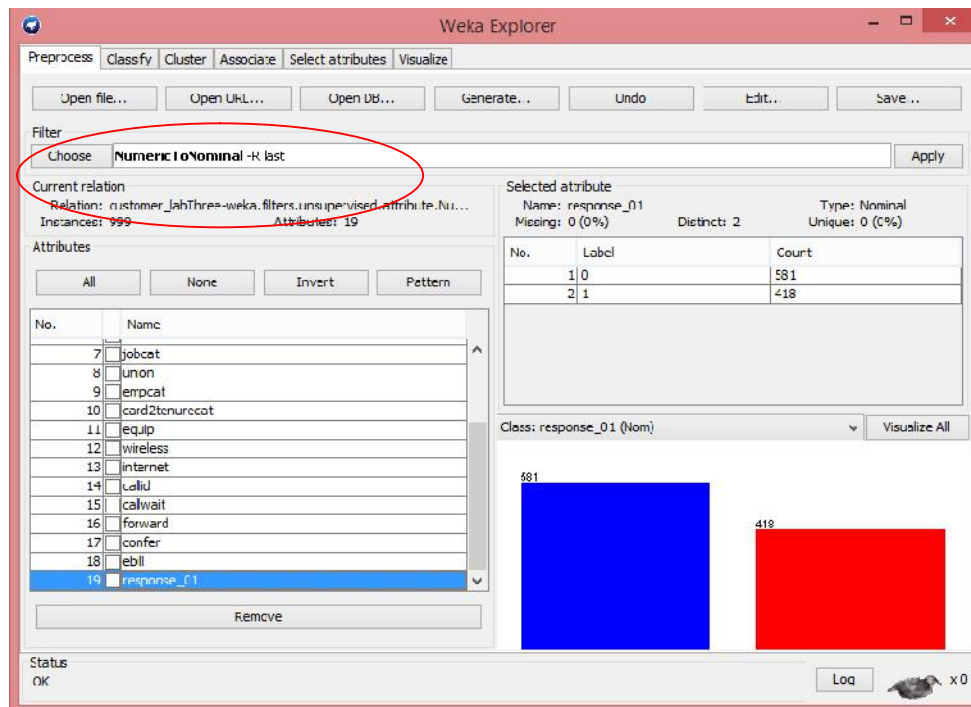 Weka Explorer
Preprocess Classify Cluster Associate Select attributes Visualize
Open file... Open URL... Open DB... Generate... Undo Edit... Save...
Filter
Choose NumericToNominal -R last Apply
Current relation
Relation: customer_labThree-weka.filters.unsupervised.attribute.Nu...
Instances: 999 Attributes: 19
Selected attribute
Name: response_01 Type: Nominal
Missing: 0 (0%) Distinct: 2 Unique: 0 (0%)
Attributes
All None Invert Pattern
No. Label Count
1 0 581
2 1 418
No. Name
7 jobcat
8 union
9 empcat
10 card2tenurecat
11 equip
12 wireless
13 internet
14 callid
15 callwait
16 forward
17 confer
18 ebill
19 response_01
Remove
Class: response_01 (Nom) Visualize All
581
418
Status
OK
Log x 0